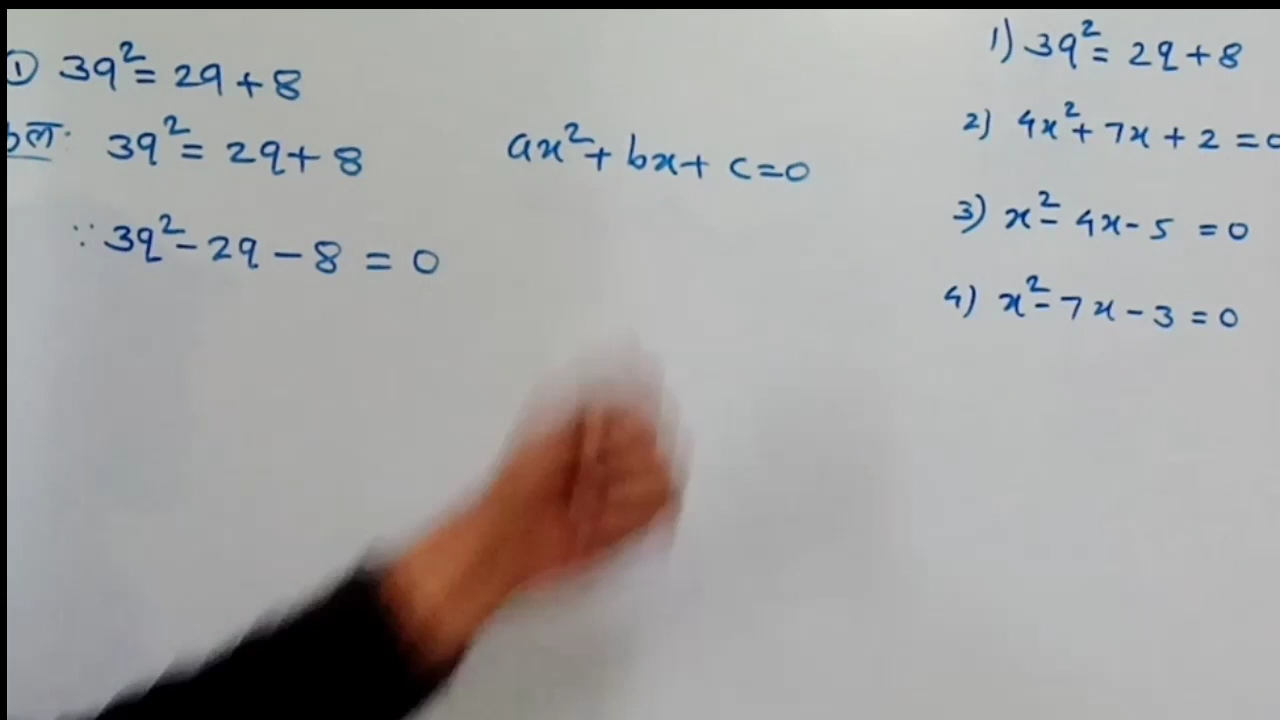 ① 3q² = 2q + 8
3q² = 2q + 8
∵ 3q² - 2q - 8 = 0
ax² + bx + c = 0
1) 3q² = 2q + 8
2) 4x² + 7x + 2 = 0
3) x² - 4x - 5 = 0
4) x² - 7x - 3 = 0